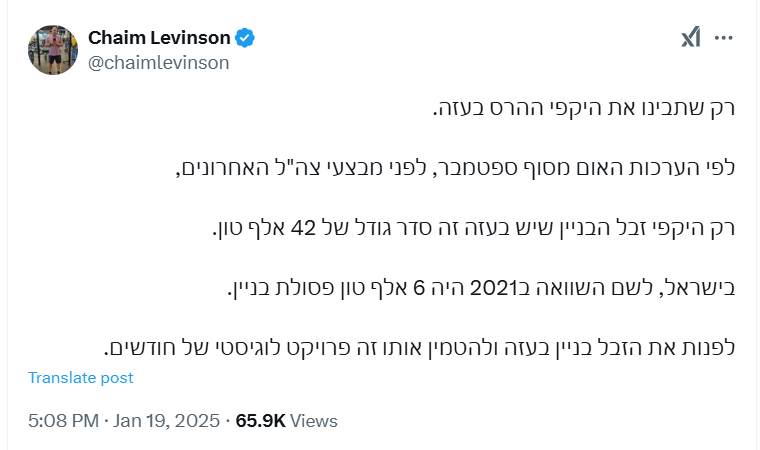 Chaim Levinson
@chaimlevinson
רק שתבינו את היקפי ההרס בעזה.
לפי הערכות האום מסוף ספטמבר, לפני מבצעי צה"ל האחרונים,
רק היקפי זבל הבניין שיש בעזה זה סדר גודל של 42 אלף טון.
בישראל, לשם השוואה ב2021 היה 6 אלף טון פסולת בניין.
לפנות את הזבל בניין בעזה ולהטמין אותו זה פרויקט לוגיסטי של חודשים.
Translate post
5:08 PM · Jan 19, 2025 · 65.9K Views